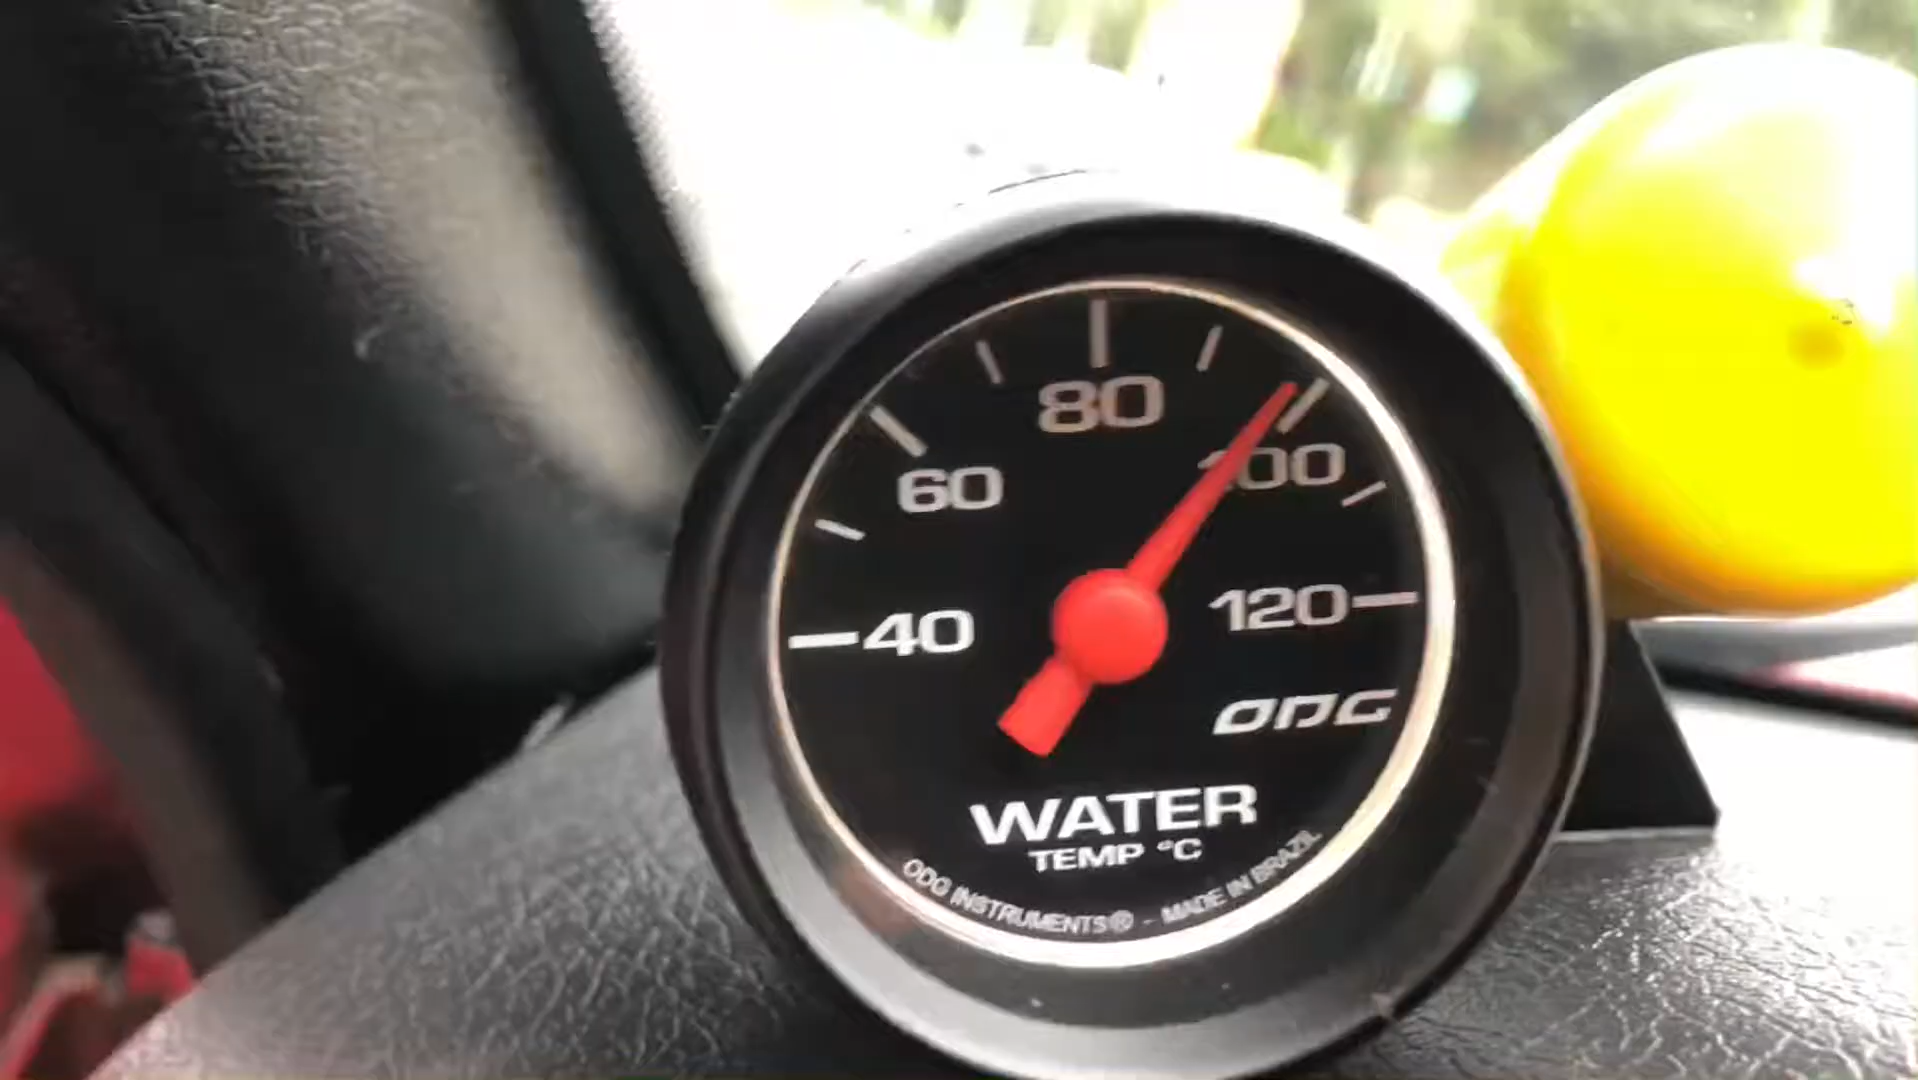 80
60
100
40
120
ODG
WATER
TEMP °C
ODG INSTRUMENTS® - MADE IN BRAZIL